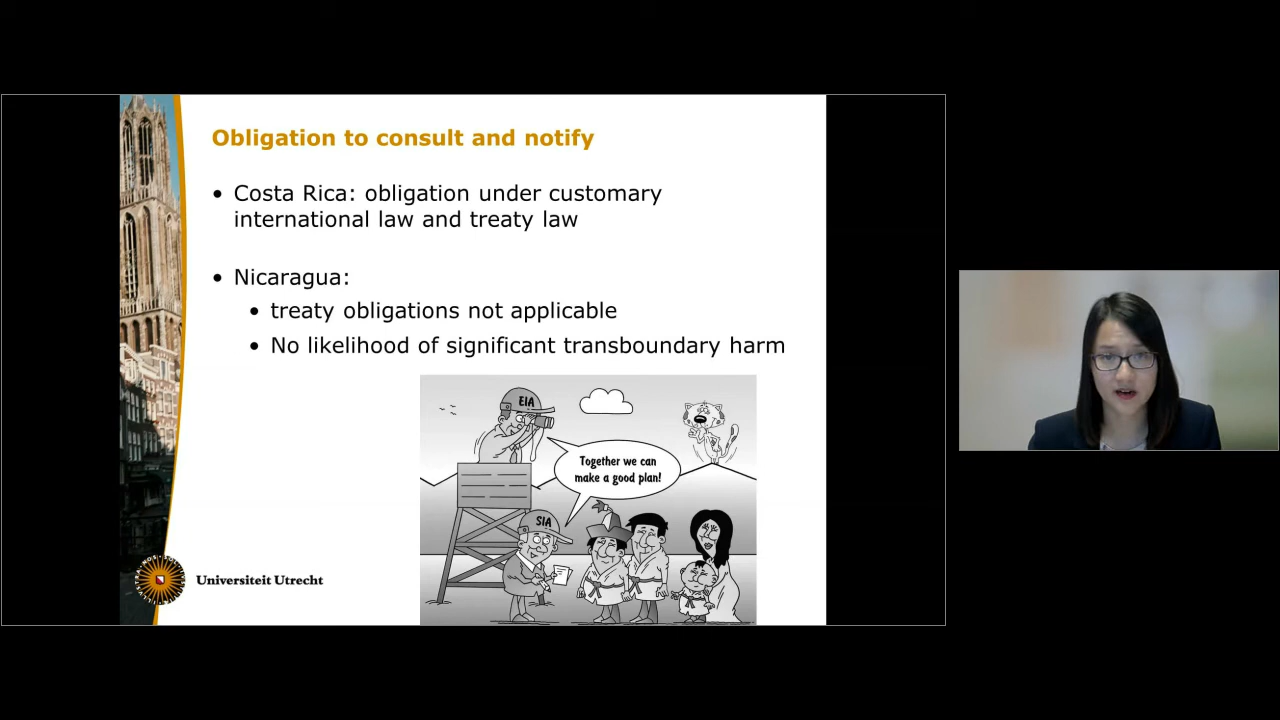 Obligation to consult and notify
• Costa Rica: obligation under customary
international law and treaty law
• Nicaragua:
• treaty obligations not applicable
• No likelihood of significant transboundary harm
EIA
Together we can
make a good plan!
SIA
Universiteit Utrecht